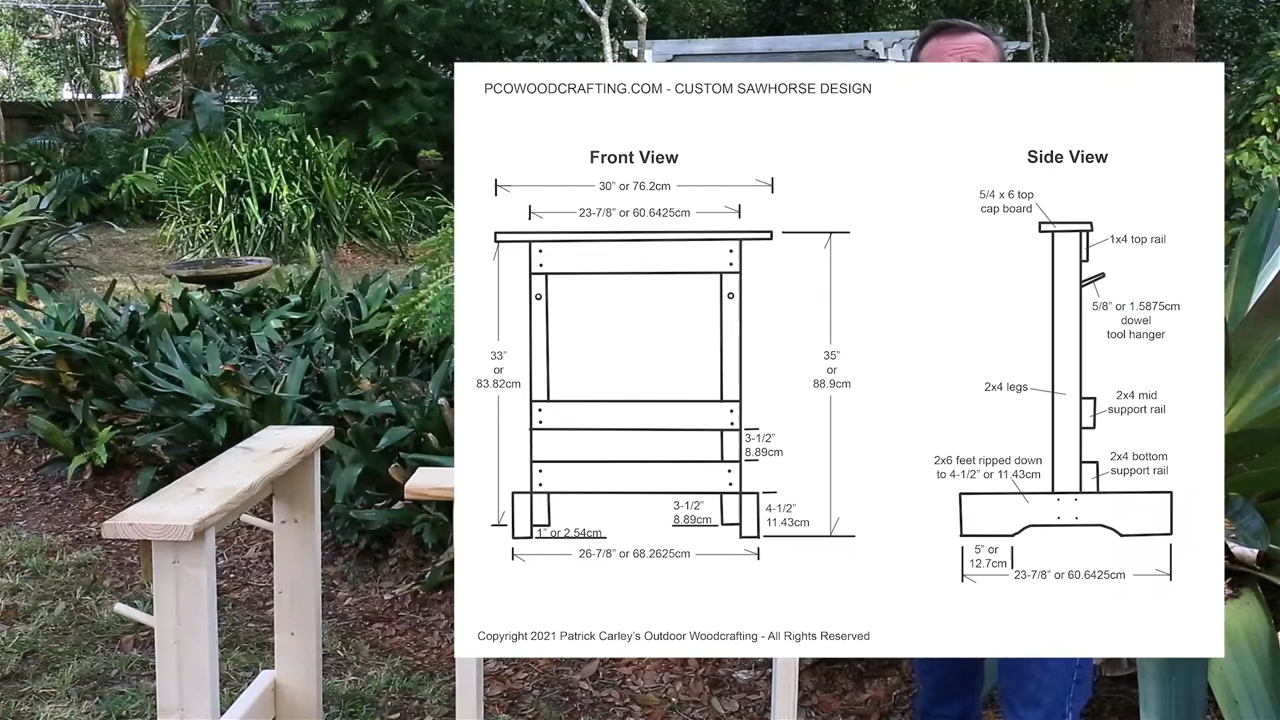 PCOWOODCRAFTING.COM - CUSTOM SAWHORSE DESIGN
Front View
30” or 76.2cm
23-7/8” or 60.6425cm
33”
or
83.82cm
35”
or
88.9cm
3-1/2”
8.89cm
3-1/2”
8.89cm
4-1/2”
11.43cm
1” or 2.54cm
26-7/8” or 68.2625cm
Side View
5/4 x 6 top
cap board
1x4 top rail
5/8” or 1.5875cm
dowel
tool hanger
2x4 legs
2x4 mid
support rail
2x6 feet ripped down
to 4-1/2” or 11.43cm
2x4 bottom
support rail
5” or
12.7cm
23-7/8” or 60.6425cm
Copyright 2021 Patrick Carley’s Outdoor Woodcrafting - All Rights Reserved